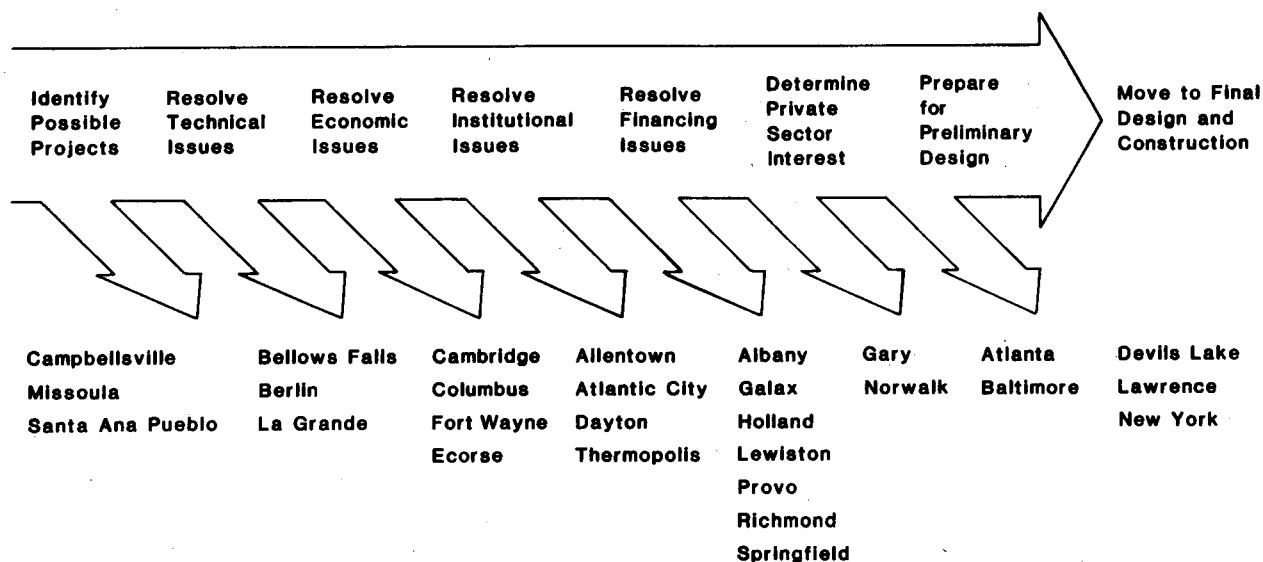 Identify
Possible
Projects
Resolve
Technical
Issues
Resolve
Economic
Issues
Resolve
Institutional
Issues
Resolve
Financing
Issues
Determine
Private
Sector
Interest
Prepare
for
Preliminary
Design
Move to Final
Design and
Construction
Campbellsville
Missoula
Santa Ana Pueblo
Bellows Falls
Berlin
La Grande
Cambridge
Columbus
Fort Wayne
Ecorse
Allentown
Atlantic City
Dayton
Thermopolis
Albany
Galax
Holland
Lewiston
Provo
Richmond
Springfield
Gary
Norwalk
Atlanta
Baltimore
Devils Lake
Lawrence
New York